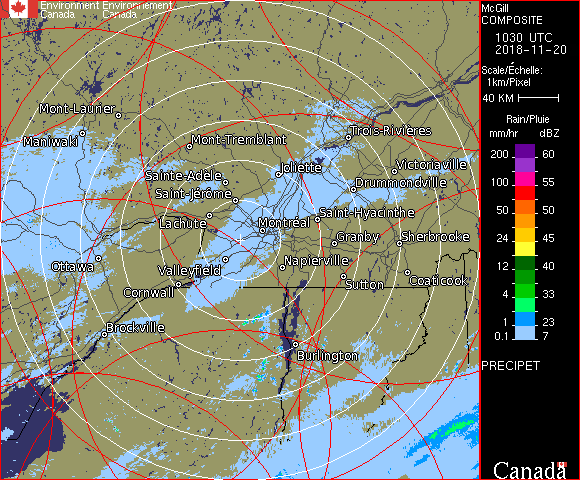 Environment Environnement
Canada Canada
McGill
COMPOSITE
1030 UTC
2018-11-20
Scale/Échelle:
1km/Pixel
40 KM
Rain/Pluie
mm/hr dBZ
200 60
100 55
50 50
24 45
12 40
4 33
1 23
0.1 7
PRECIPET
Canada
Mont-Laurier
Maniwaki
Mont-Tremblant
Trois-Rivières
Sainte-Adèle
Joliette
Victoriaville
Saint-Jérôme
Drummondville
Lachute
Montréal
Saint-Hyacinthe
Granby
Sherbrooke
Ottawa
Valleyfield
Napierville
Cornwall
Sutton
Coaticook
Brockville
Burlington